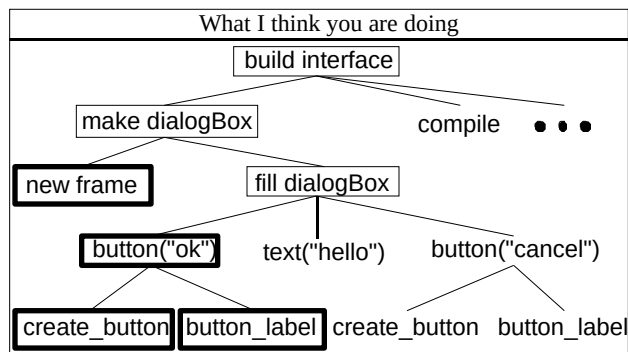 What I think you are doing
build interface
make dialogBox compile
new frame fill dialogBox
button("ok") text("hello") button("cancel")
create_button button_label create_button button_label